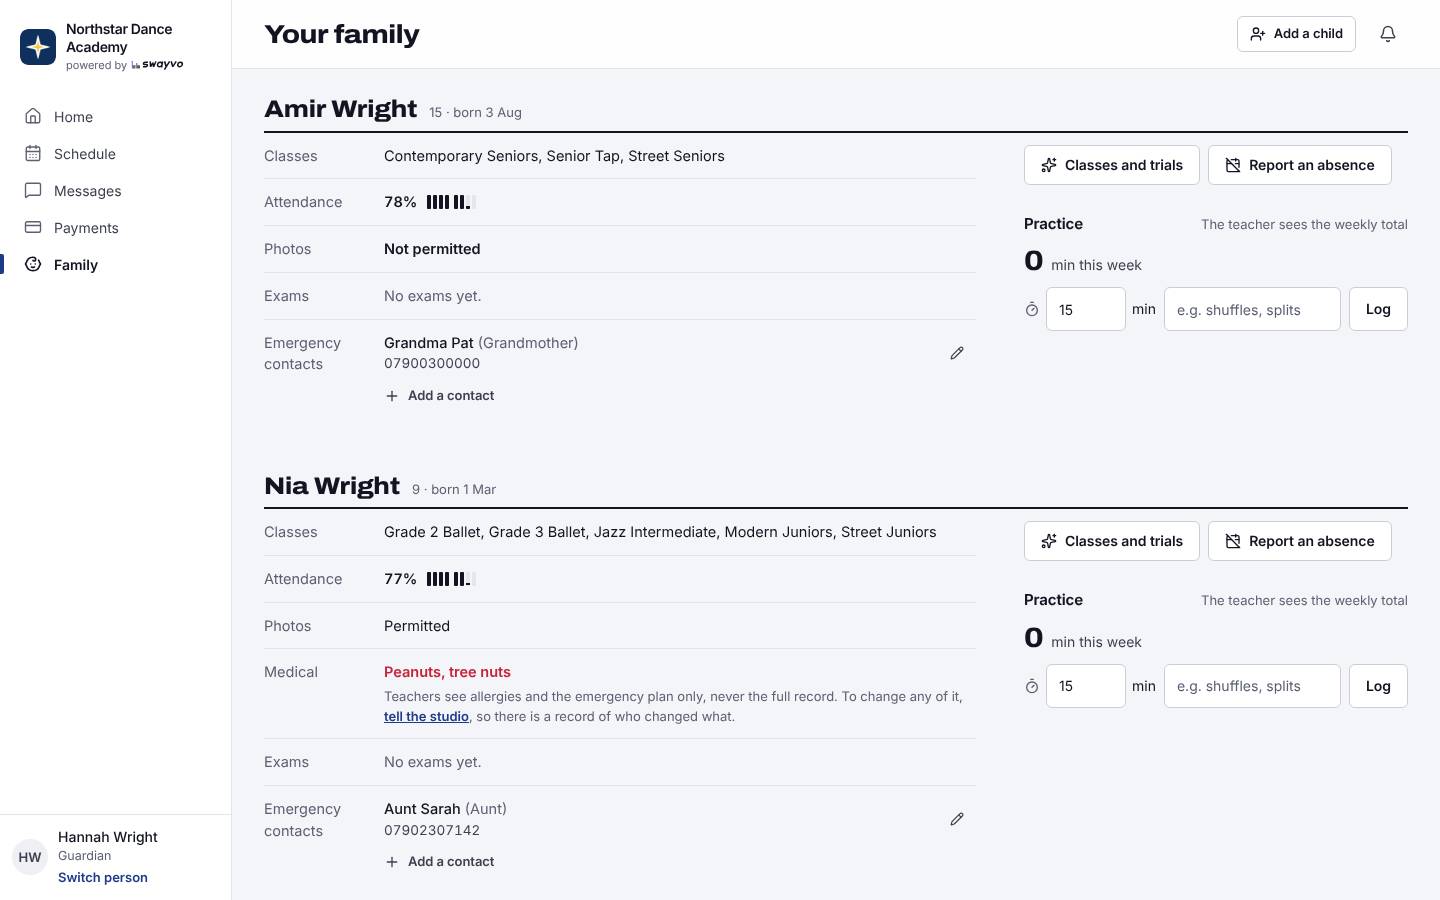 Northstar Dance
Academy
powered by swayvo
Home
Schedule
Messages
Payments
Family
Hannah Wright
HW
Guardian
Switch person
Your family
Add a child
Amir Wright 15 · born 3 Aug
Classes Contemporary Seniors, Senior Tap, Street Seniors
Attendance 78%
Photos Not permitted
Exams No exams yet.
Emergency contacts
Grandma Pat (Grandmother)
07900300000
Add a contact
Classes and trials Report an absence
Practice The teacher sees the weekly total
0 min this week
15 min e.g. shuffles, splits Log
Nia Wright 9 · born 1 Mar
Classes Grade 2 Ballet, Grade 3 Ballet, Jazz Intermediate, Modern Juniors, Street Juniors
Attendance 77%
Photos Permitted
Medical Peanuts, tree nuts
Teachers see allergies and the emergency plan only, never the full record. To change any of it,
tell the studio, so there is a record of who changed what.
Exams No exams yet.
Emergency contacts
Aunt Sarah (Aunt)
07902307142
Add a contact
Classes and trials Report an absence
Practice The teacher sees the weekly total
0 min this week
15 min e.g. shuffles, splits Log